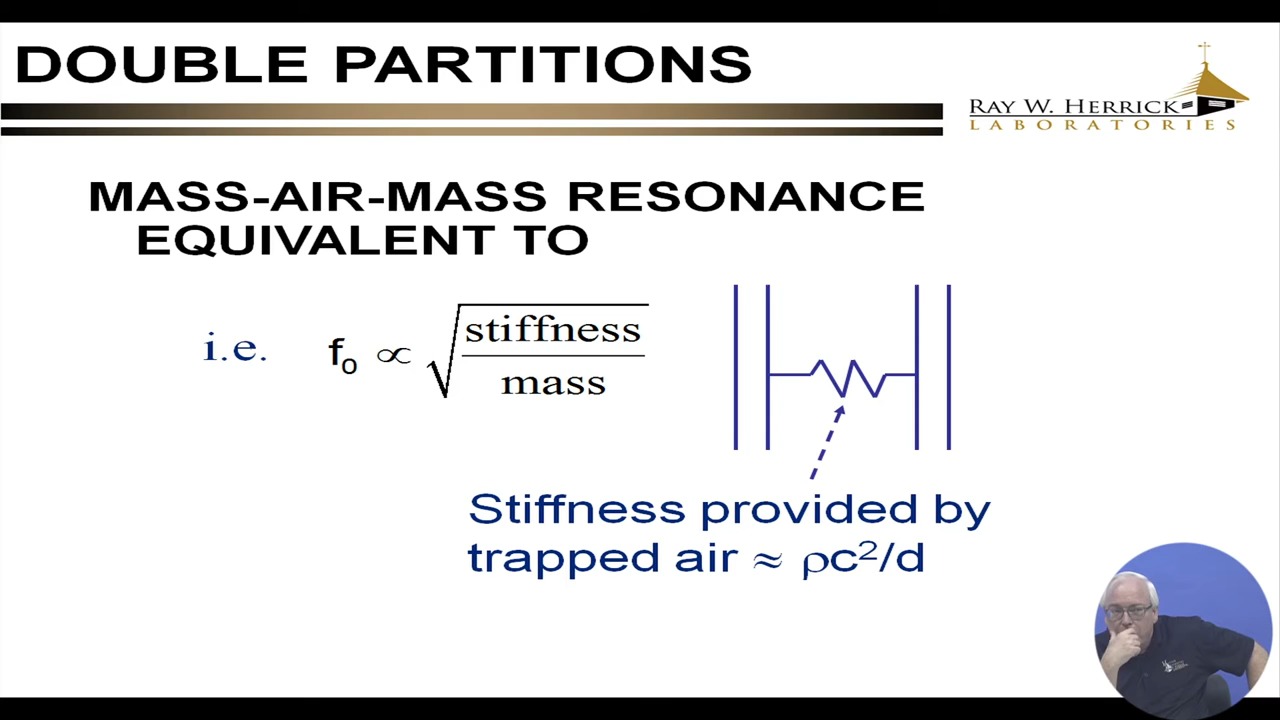 DOUBLE PARTITIONS
RAY W. HERRICK
LABORATORIES
MASS-AIR-MASS RESONANCE
EQUIVALENT TO
i.e. f₀ ∝ √(stiffness/mass)
Stiffness provided by
trapped air ≈ ρc²/d